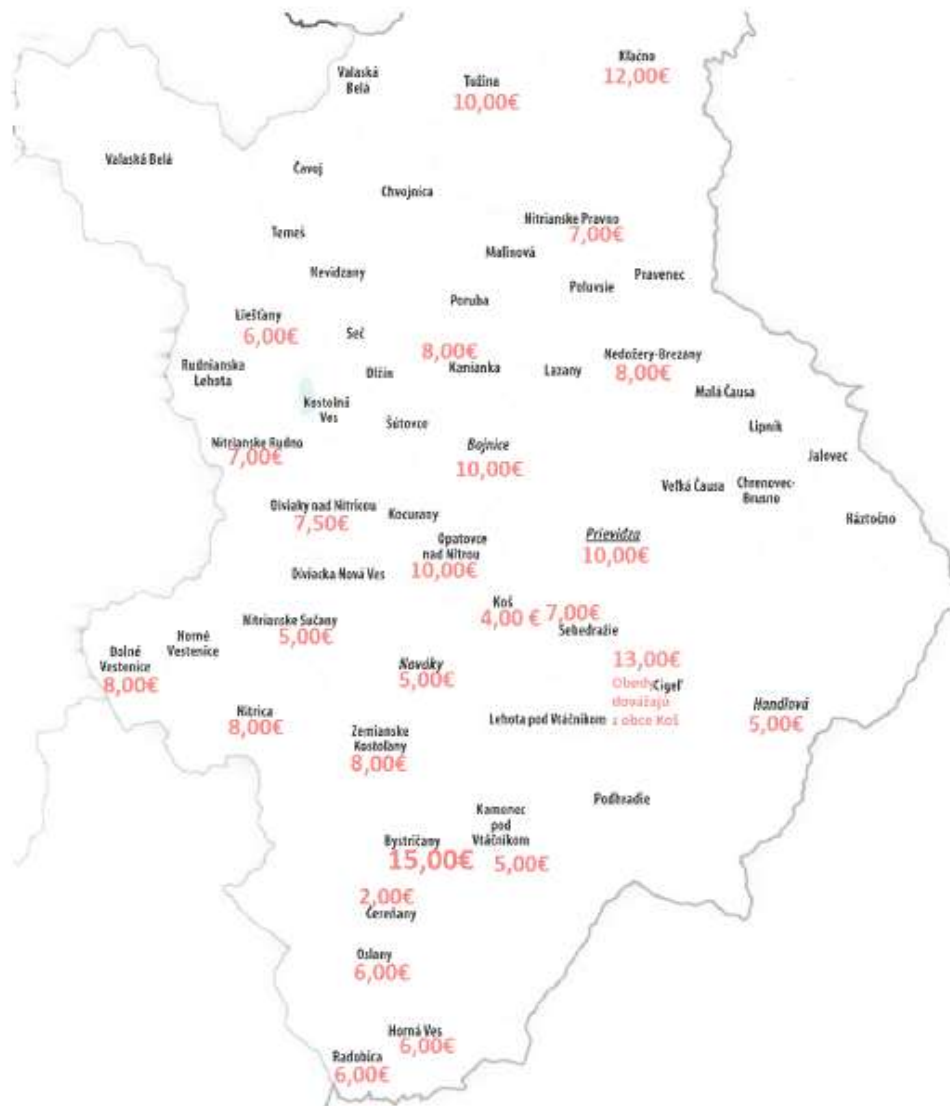 Kľačno
12,00€
Valaská
Belá
Tužina
10,00€
Valaská Belá
Čavoj
Chvojnica
Nitrianske Pravno
7,00€
Temeš
Malinová
Nevidzany
Poluvsie
Pravenec
Poruba
Liešťany
6,00€
Seč
8,00€
Kanianka
Nedožery-Brezany
8,00€
Rudnianska
Lehota
Dlžín
Lazany
Malá Čausa
Kostolná
Ves
Šútovce
Lipník
Nitrianske Rudno
7,00€
Bojnice
10,00€
Jalovec
Veľká Čausa
Chrenovec-
Brusno
Ráztočno
Diviaky nad Nitricou
7,50€
Kocurany
Opatovce
nad Nitrou
10,00€
Prievidza
10,00€
Diviacka Nová Ves
Koš
4,00 €
7,00€
Sebedražie
Nitrianske Sučany
5,00€
Horné
Vestenice
Dolné
Vestenice
8,00€
Nováky
5,00€
13,00€
Obedy
dovážajú
z obce Koš
Cigeľ
Handlová
5,00€
Nitrica
8,00€
Lehota pod Vtáčnikom
Zemianske
Kostoľany
8,00€
Podhradie
Kamenec
pod
Vtáčnikom
5,00€
Bystričany
15,00€
2,00€
Čereňany
Oslany
6,00€
Horná Ves
6,00€
Radobica
6,00€